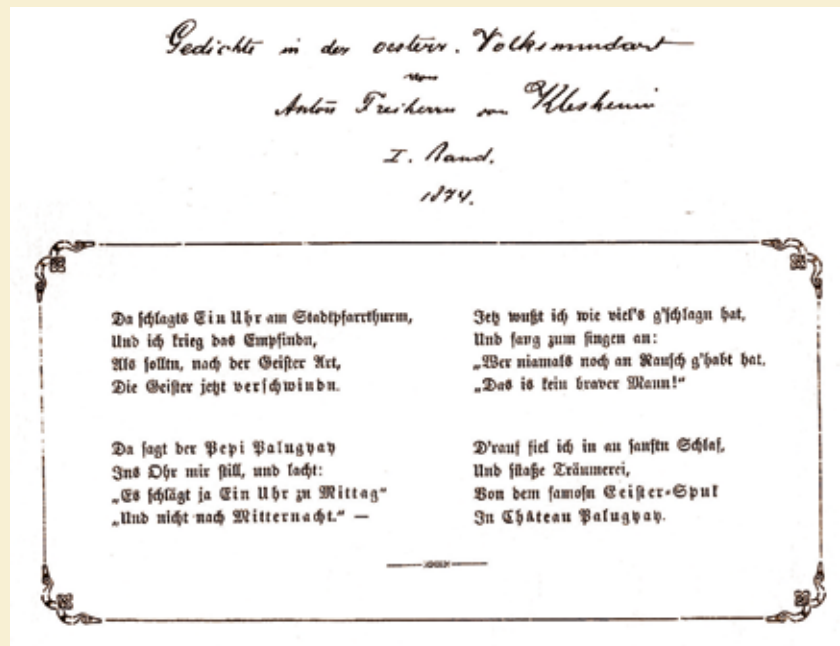 Gedichte in der oesterr. Volksmundart
von
Anton Freiherrn von Klesheim
I. Band.
1874.
Da schlagts Ein Uhr am Stadtpfarrthurm,
Und ich krieg das Empfindn,
Als solltn, nach der Geister Art,
Die Geister jetzt verschwindn.
Da sagt der Pepi Palugyay
Ins Ohr mir still, und lacht:
„Es schlägt ja Ein Uhr zu Mittag“
„Und nicht nach Mitternacht.“ —
Jetz wußt ich wie viel's g'schlagn hat,
Und fang zum singen an:
„Wer niamals noch an Rausch g'habt hat,
„Das is kein braver Mann!“
D'rauf fiel ich in an sanftn Schlaf,
Und Träumerei,
Von dem famosn Geister-Spuk
In Château Palugyay.